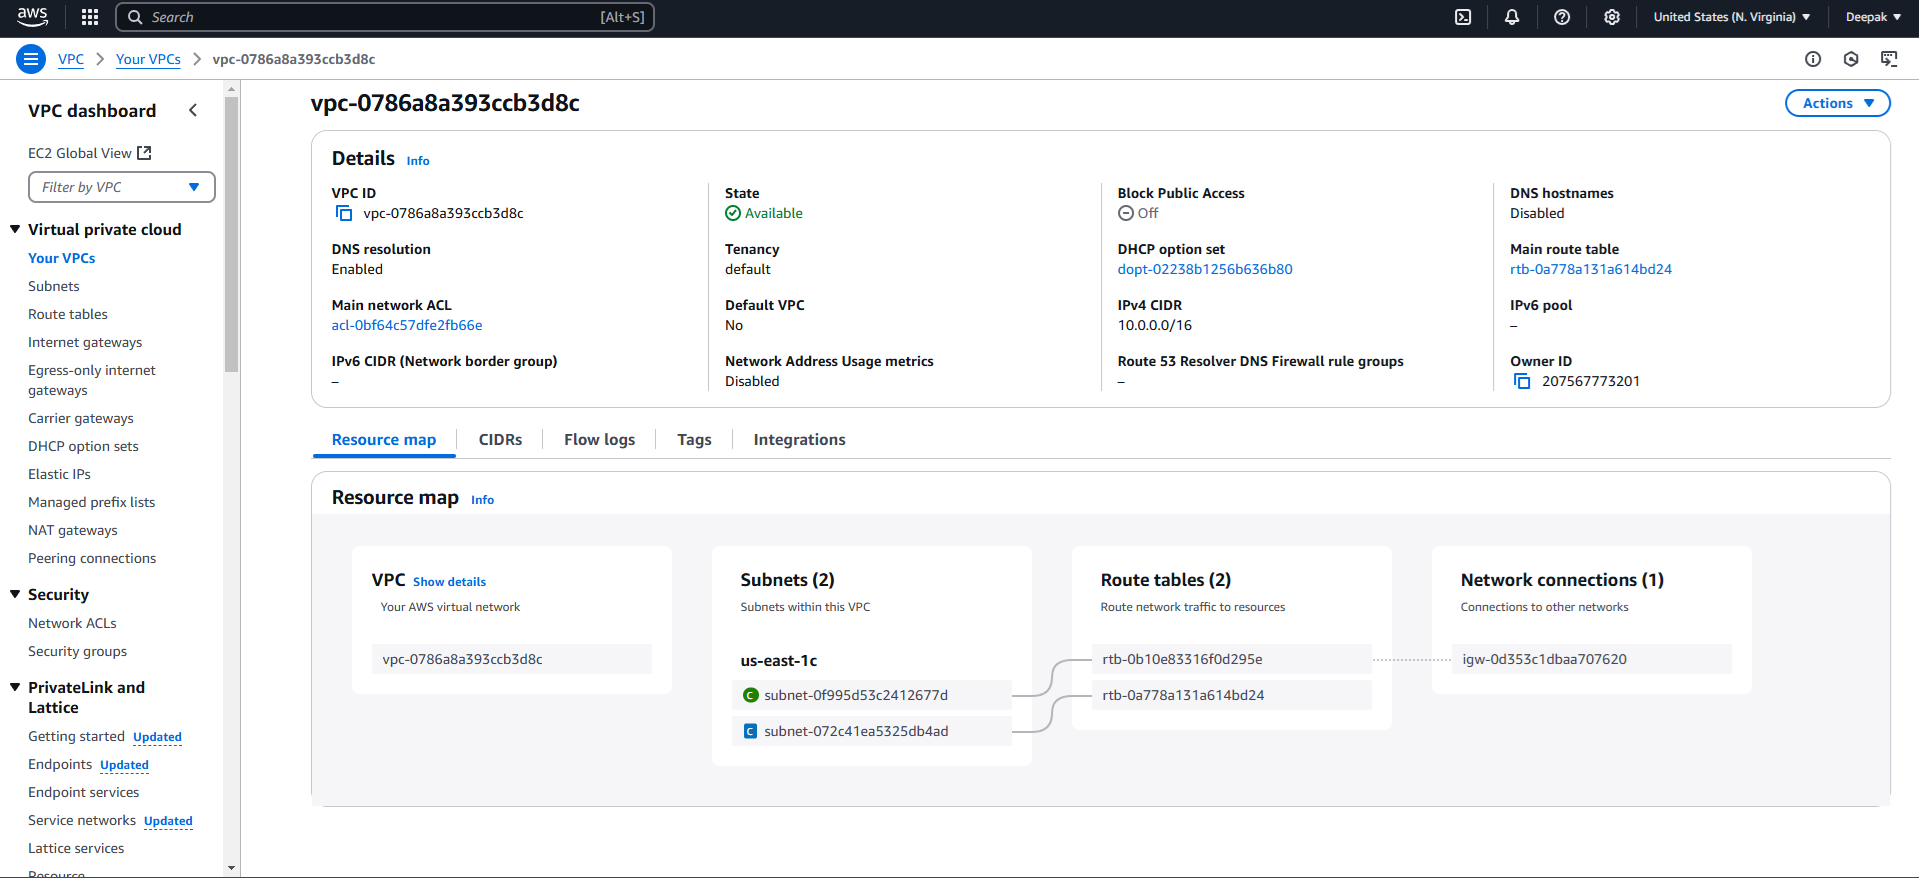 aws
Search [Alt+S]
United States (N. Virginia)
Deepak
VPC
Your VPCs
vpc-0786a8a393ccb3d8c
VPC dashboard
EC2 Global View
Filter by VPC
Virtual private cloud
Your VPCs
Subnets
Route tables
Internet gateways
Egress-only internet
gateways
Carrier gateways
DHCP option sets
Elastic IPs
Managed prefix lists
NAT gateways
Peering connections
Security
Network ACLs
Security groups
PrivateLink and
Lattice
Getting started Updated
Endpoints Updated
Endpoint services
Service networks Updated
Lattice services
Resource
vpc-0786a8a393ccb3d8c
Actions
Details Info
VPC ID
vpc-0786a8a393ccb3d8c
State
Available
Block Public Access
Off
DNS hostnames
Disabled
DNS resolution
Enabled
Tenancy
default
DHCP option set
dopt-02238b1256b636b80
Main route table
rtb-0a778a131a614bd24
Main network ACL
acl-0bf64c57dfe2fb66e
Default VPC
No
IPv4 CIDR
10.0.0.0/16
IPv6 pool
–
IPv6 CIDR (Network border group)
–
Network Address Usage metrics
Disabled
Route 53 Resolver DNS Firewall rule groups
–
Owner ID
207567773201
Resource map
CIDRs
Flow logs
Tags
Integrations
Resource map Info
VPC Show details
Your AWS virtual network
vpc-0786a8a393ccb3d8c
Subnets (2)
Subnets within this VPC
us-east-1c
C subnet-0f995d53c2412677d
C subnet-072c41ea5325db4ad
Route tables (2)
Route network traffic to resources
rtb-0b10e83316f0d295e
rtb-0a778a131a614bd24
Network connections (1)
Connections to other networks
igw-0d353c1dbaa707620